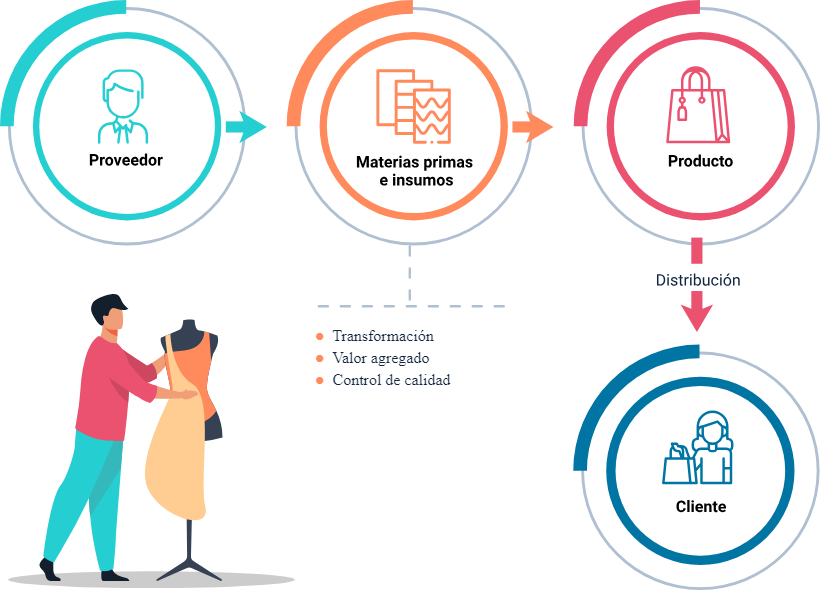 Proveedor
Materias primas
e insumos
Producto
Distribución
Transformación
Valor agregado
Control de calidad
Cliente